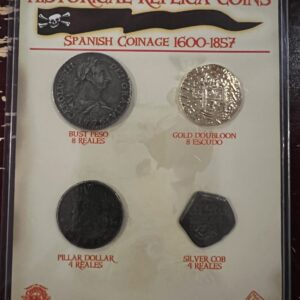 HISTORICAL REPLICA COINS
SPANISH COINAGE 1600-1857
BUST PESO
8 REALES
GOLD DOUBLOON
8 ESCUDO
PILLAR DOLLAR
4 REALES
SILVER COB
4 REALES